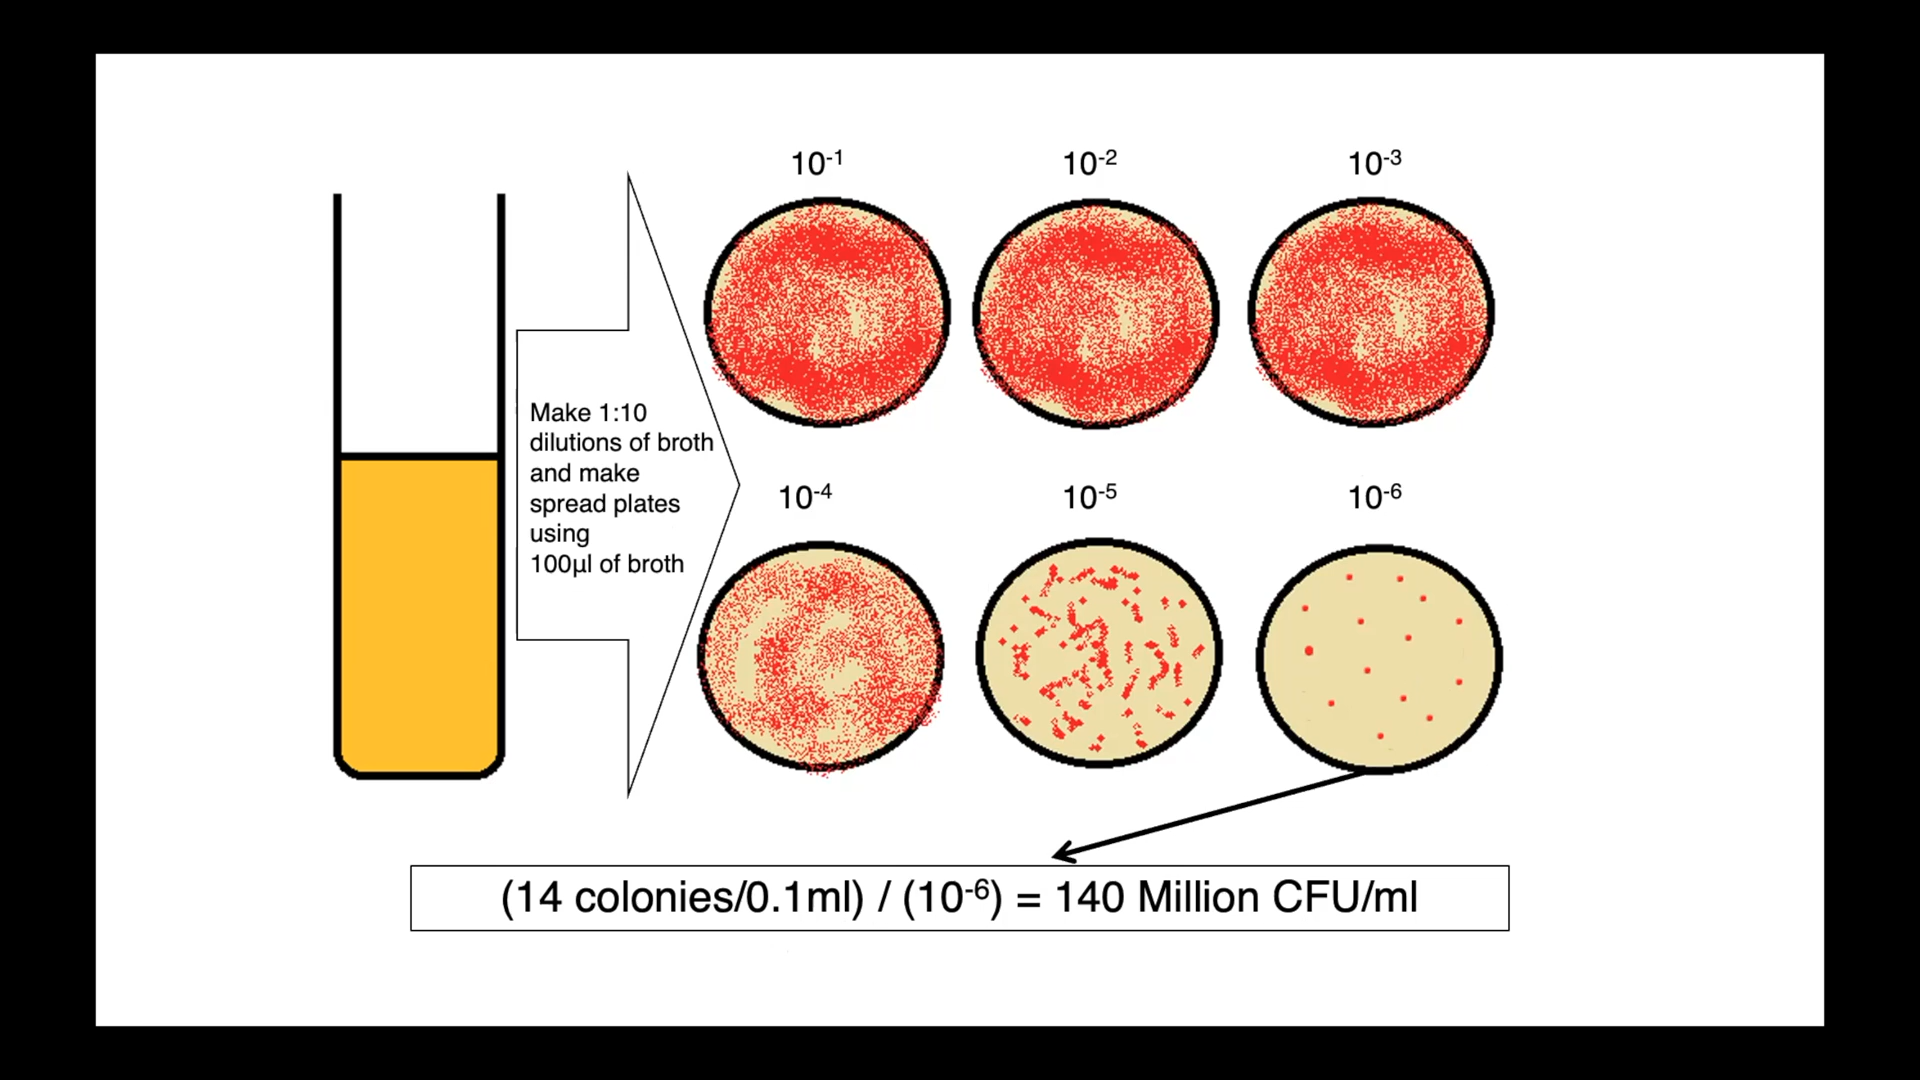 10⁻¹
10⁻²
10⁻³
Make 1:10
dilutions of broth
and make
spread plates
using
100μl of broth
10⁻⁴
10⁻⁵
10⁻⁶
(14 colonies/0.1ml) / (10⁻⁶) = 140 Million CFU/ml